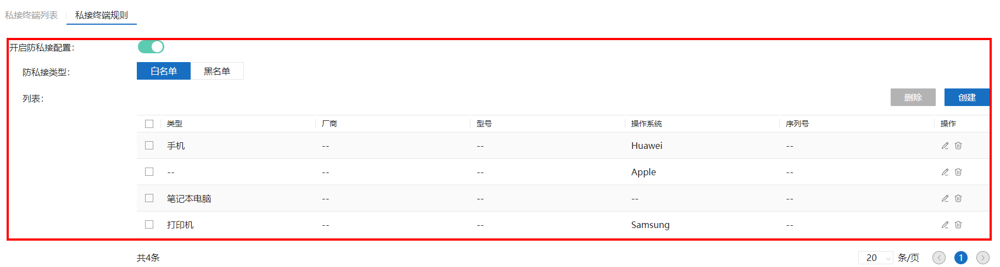 私接终端列表 私接终端规则
开启防私接配置：
防私接类型： 白名单 黑名单
列表： 删除 创建
类型 厂商 型号 操作系统 序列号 操作
手机 -- -- Huawei --
-- -- -- Apple --
笔记本电脑 -- -- -- --
打印机 -- -- Samsung --
共4条 20 条/页 1